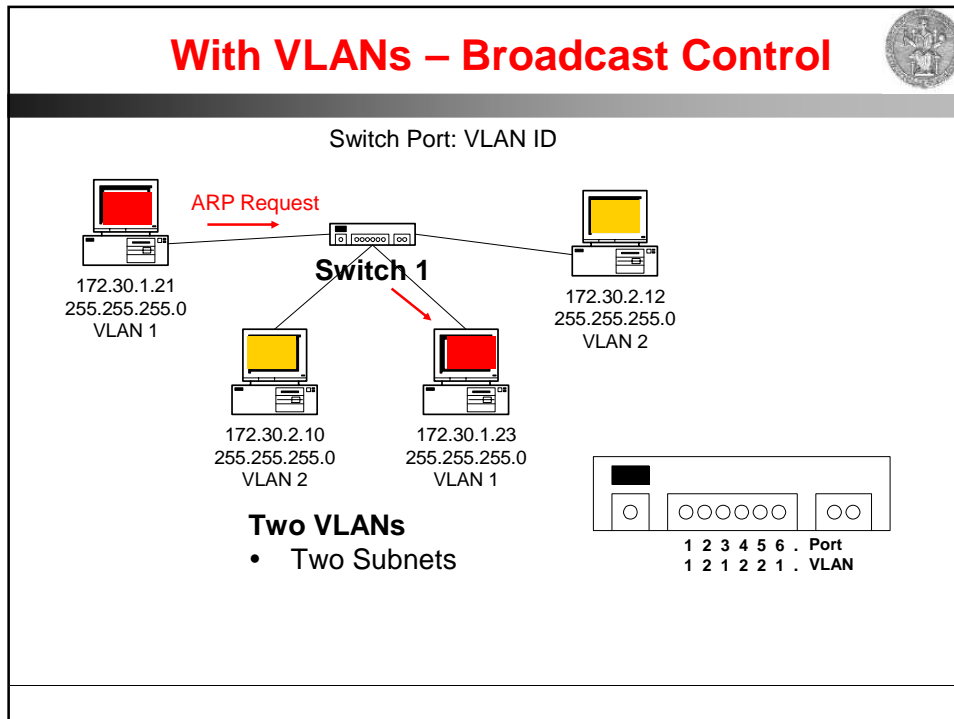 With VLANs – Broadcast Control
Switch Port: VLAN ID
ARP Request
Switch 1
172.30.1.21
255.255.255.0
VLAN 1
172.30.2.12
255.255.255.0
VLAN 2
172.30.2.10
255.255.255.0
VLAN 2
172.30.1.23
255.255.255.0
VLAN 1
Two VLANs
• Two Subnets
1 2 3 4 5 6 . Port
1 2 1 2 2 1 . VLAN